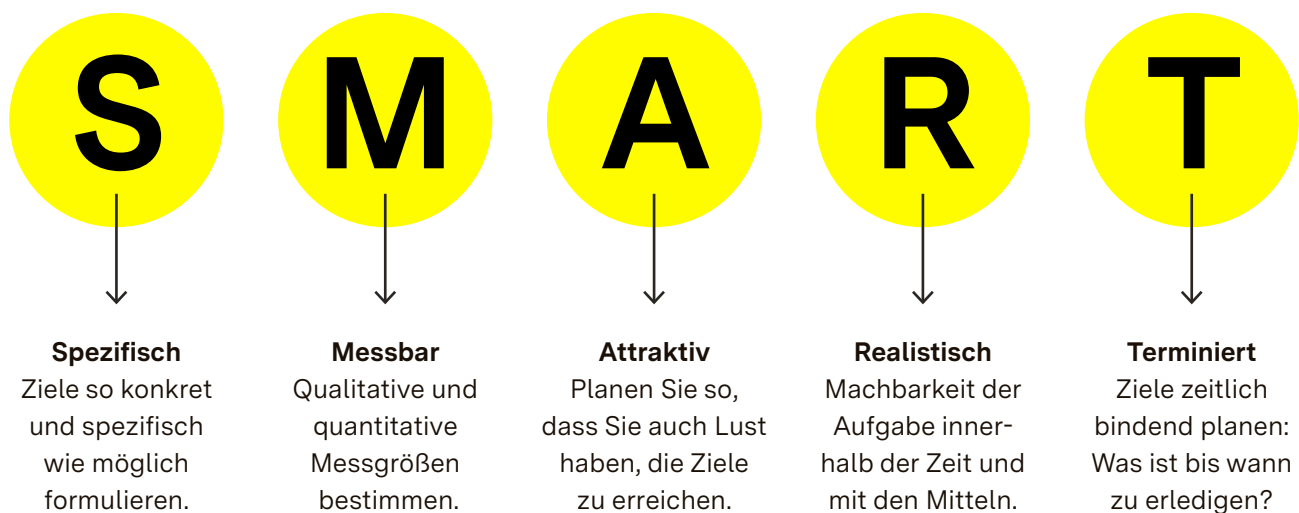 S
M
A
R
T
Spezifisch
Ziele so konkret
und spezifisch
wie möglich
formulieren.
Messbar
Qualitative und
quantitative
Messgrößen
bestimmen.
Attraktiv
Planen Sie so,
dass Sie auch Lust
haben, die Ziele
zu erreichen.
Realistisch
Machbarkeit der
Aufgabe inner-
halb der Zeit und
mit den Mitteln.
Terminiert
Ziele zeitlich
bindend planen:
Was ist bis wann
zu erledigen?